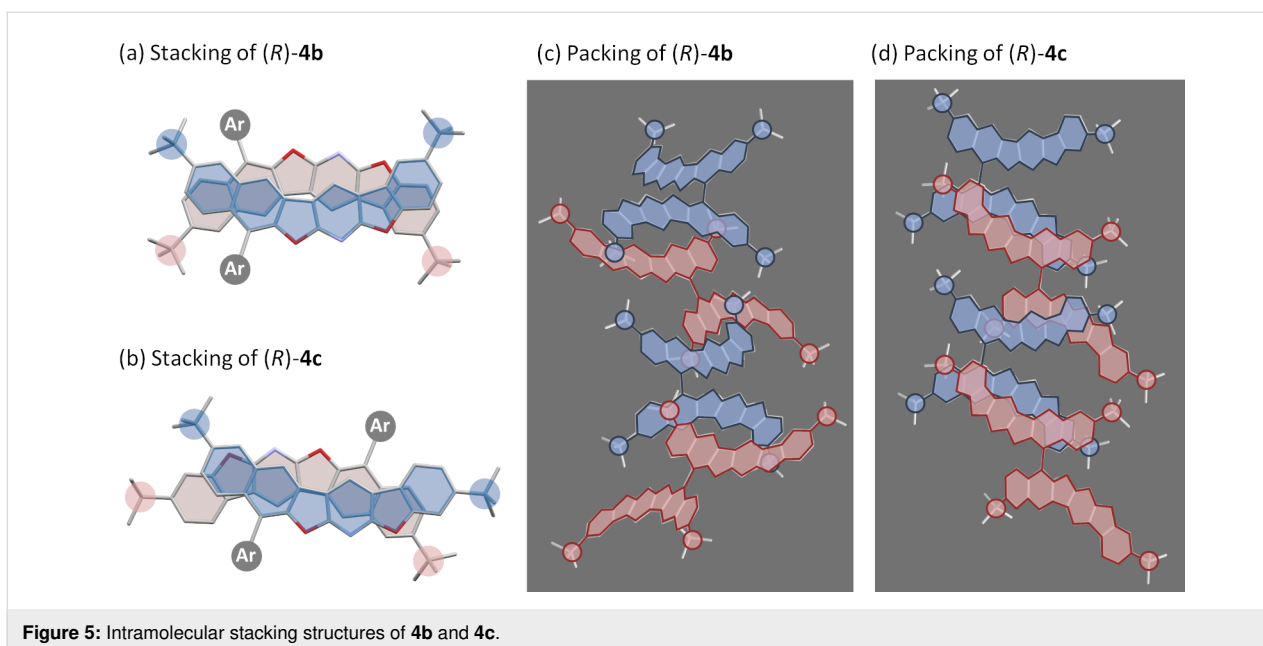 (a) Stacking of (R)-4b
Ar
Ar
(b) Stacking of (R)-4c
Ar
Ar
(c) Packing of (R)-4b
(d) Packing of (R)-4c
Figure 5: Intramolecular stacking structures of 4b and 4c.